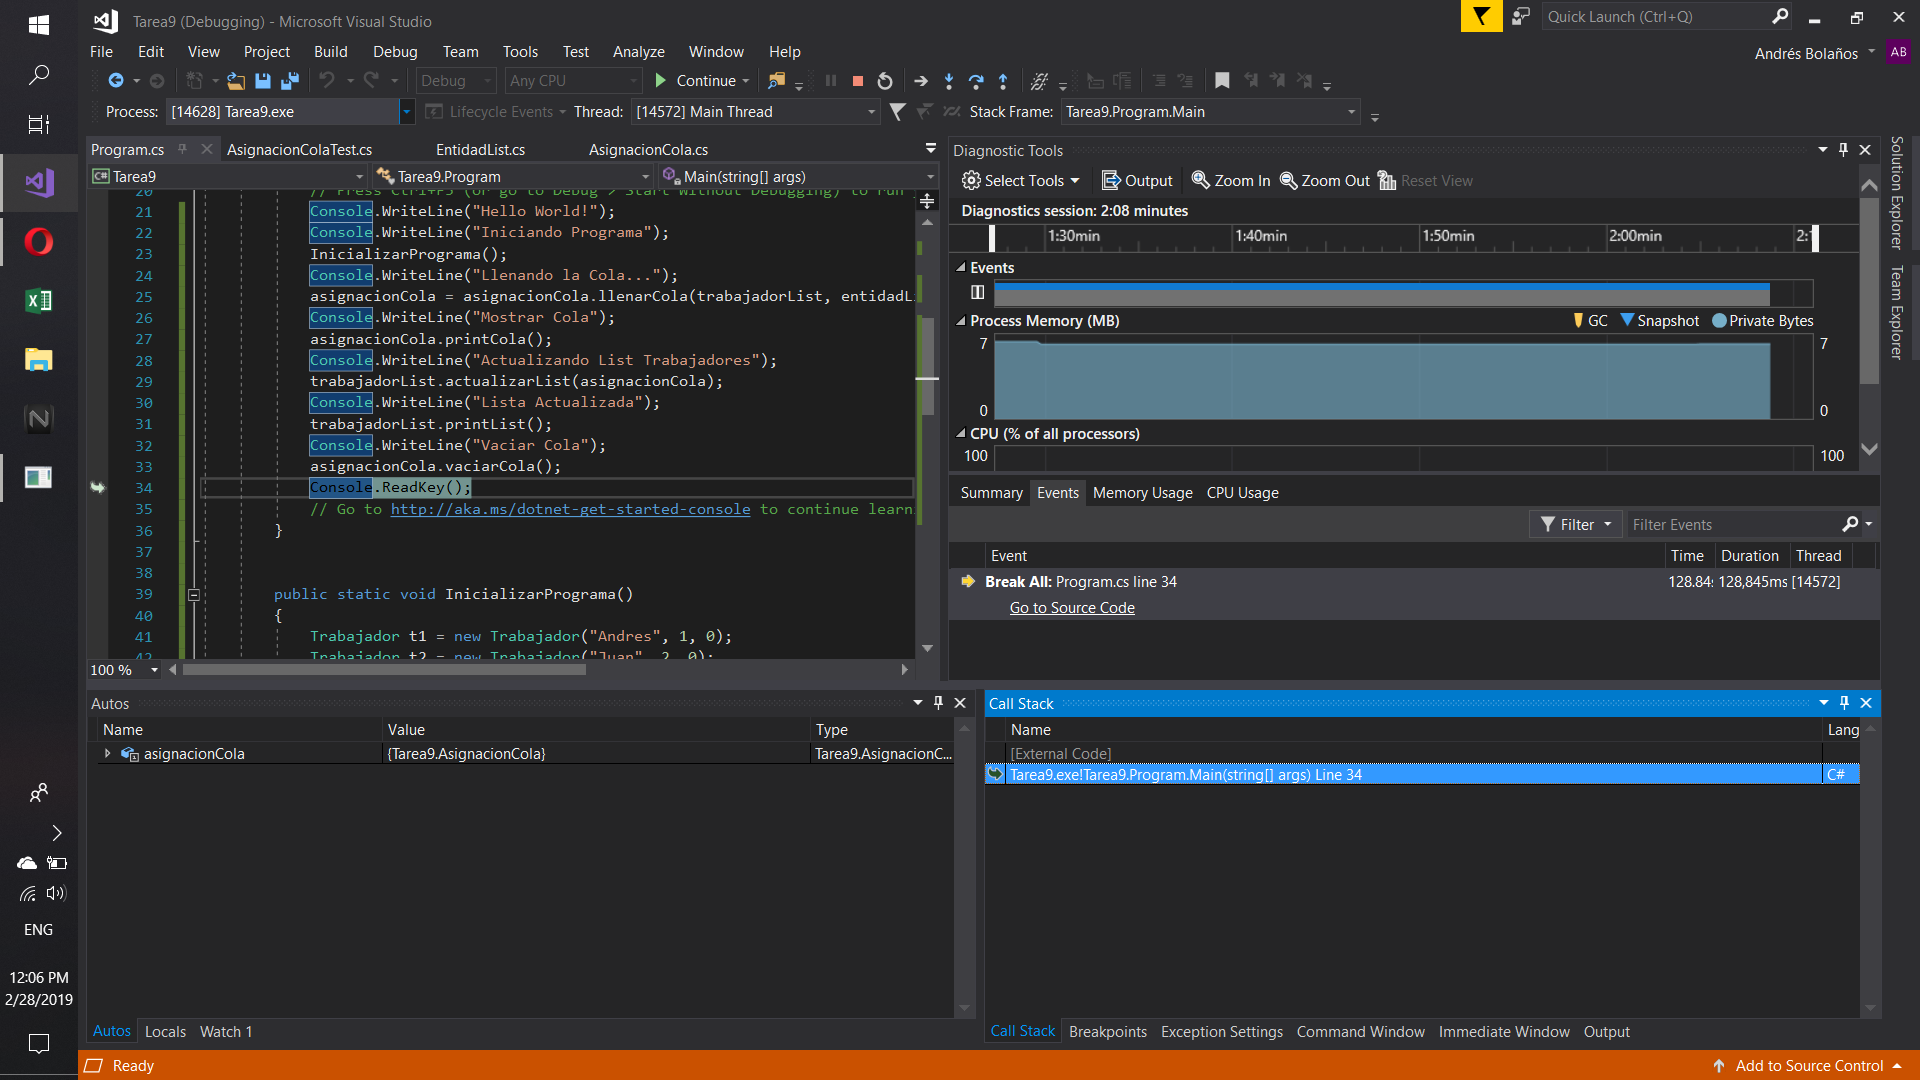 Tarea9 (Debugging) - Microsoft Visual Studio
Quick Launch (Ctrl+Q)
File Edit View Project Build Debug Team Tools Test Analyze Window Help
Andrés Bolaños AB
Debug Any CPU Continue
Process: [14628] Tarea9.exe Lifecycle Events Thread: [14572] Main Thread Stack Frame: Tarea9.Program.Main
Program.cs AsignacionColaTest.cs EntidadList.cs AsignacionCola.cs
C# Tarea9 Tarea9.Program Main(string[] args)
20 // Press Ctrl+F5 (or go to Debug > Start Without Debugging) to run
21 Console.WriteLine("Hello World!");
22 Console.WriteLine("Iniciando Programa");
23 InicializarPrograma();
24 Console.WriteLine("Llenando la Cola...");
25 asignacionCola = asignacionCola.llenarCola(trabajadorList, entidadLi
26 Console.WriteLine("Mostrar Cola");
27 asignacionCola.printCola();
28 Console.WriteLine("Actualizando List Trabajadores");
29 trabajadorList.actualizarList(asignacionCola);
30 Console.WriteLine("Lista Actualizada");
31 trabajadorList.printList();
32 Console.WriteLine("Vaciar Cola");
33 asignacionCola.vaciarCola();
34 Console.ReadKey();
35 // Go to http://aka.ms/dotnet-get-started-console to continue learn
36 }
37
38
39 public static void InicializarPrograma()
40 {
41 Trabajador t1 = new Trabajador("Andres", 1, 0);
42 Trabajador t2 = new Trabajador("Juan", 2, 0);
100 %
Diagnostic Tools
Select Tools Output Zoom In Zoom Out Reset View
Diagnostics session: 2:08 minutes
1:30min 1:40min 1:50min 2:00min 2:1
Events
Process Memory (MB) GC Snapshot Private Bytes
7 7
0 0
CPU (% of all processors)
100 100
Summary Events Memory Usage CPU Usage
Filter Filter Events
Event Time Duration Thread
Break All: Program.cs line 34 128.84s 128,845ms [14572]
Go to Source Code
Solution Explorer
Team Explorer
Autos
Name Value Type
asignacionCola {Tarea9.AsignacionCola} Tarea9.AsignacionC...
Autos Locals Watch 1
Call Stack
Name Lang
[External Code]
Tarea9.exe!Tarea9.Program.Main(string[] args) Line 34 C#
Call Stack Breakpoints Exception Settings Command Window Immediate Window Output
Ready
Add to Source Control
ENG
12:06 PM
2/28/2019